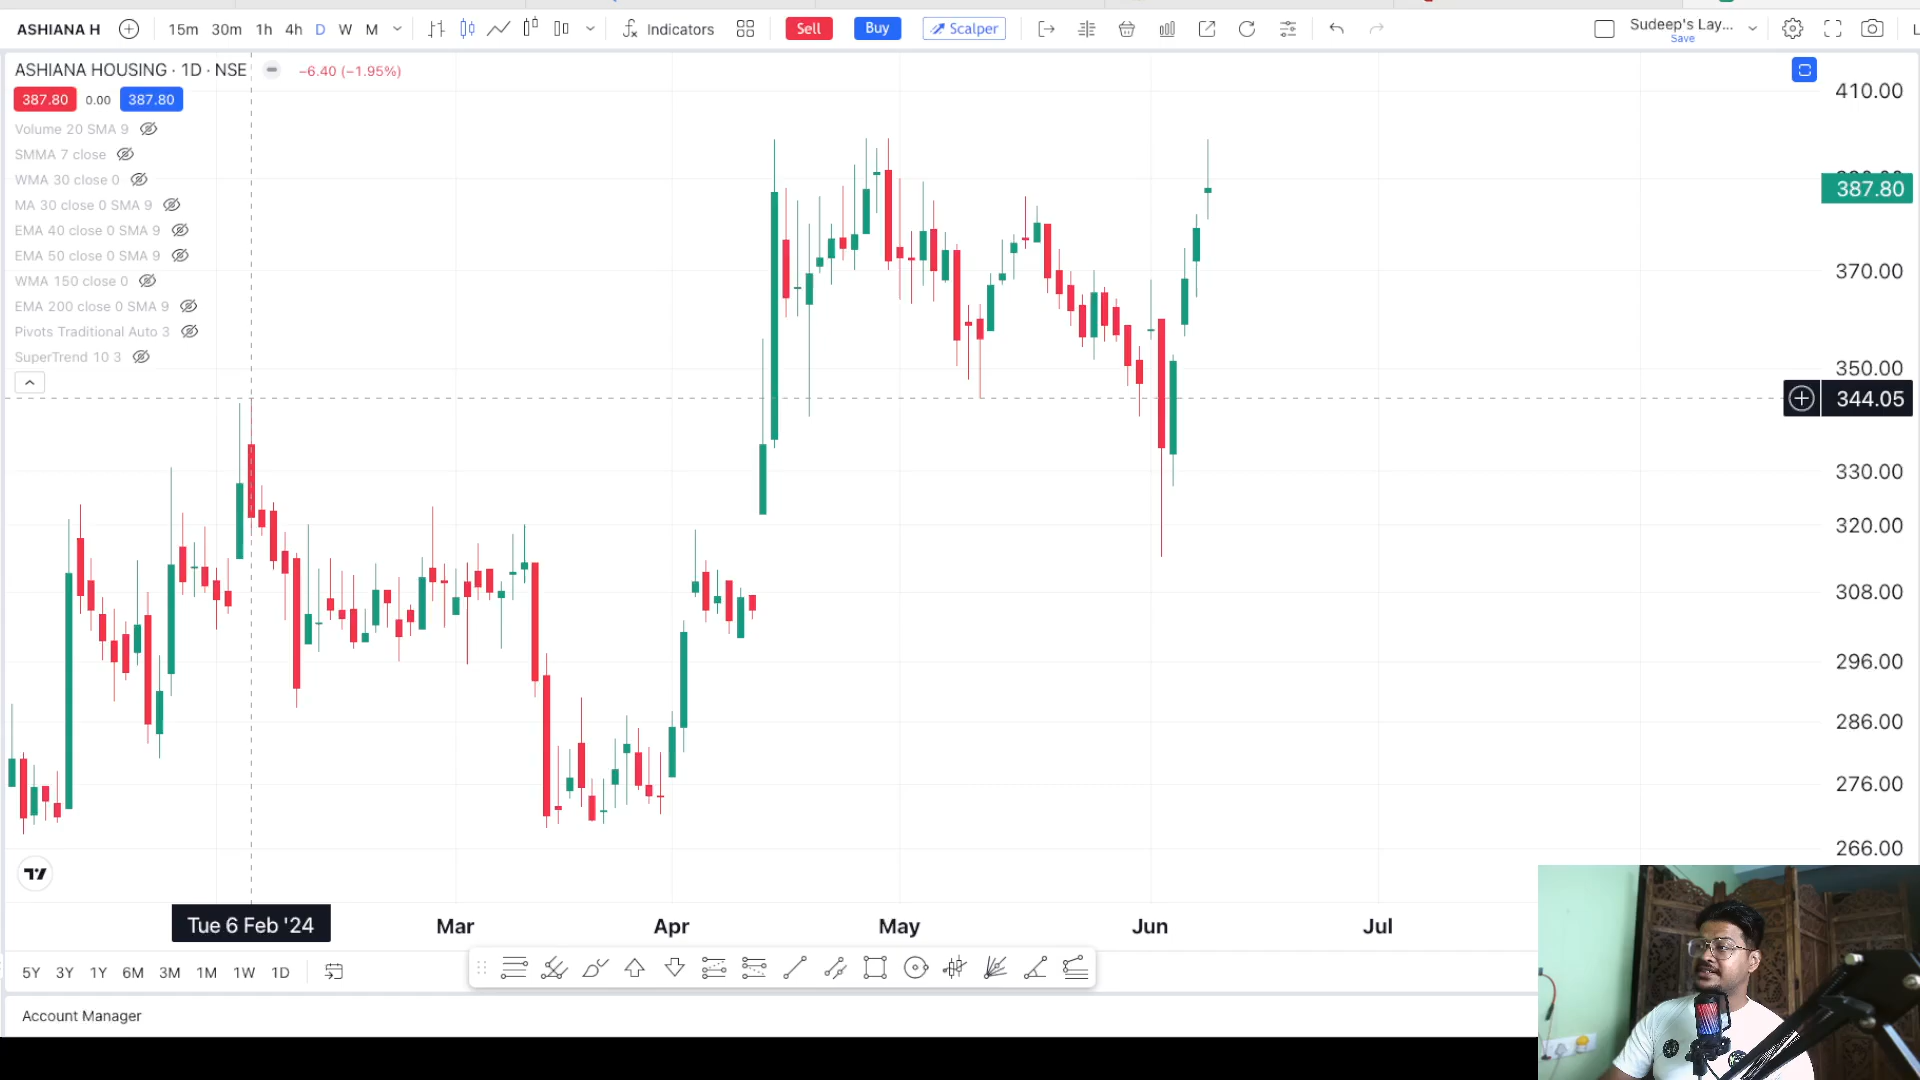 ASHIANA H 15m 30m 1h 4h D W M Indicators Sell Buy Scalper Sudeep's Lay...
Save
ASHIANA HOUSING · 1D · NSE −6.40 (−1.95%)
387.80 0.00 387.80
Volume 20 SMA 9
SMMA 7 close
WMA 30 close 0
MA 30 close 0 SMA 9
EMA 40 close 0 SMA 9
EMA 50 close 0 SMA 9
WMA 150 close 0
EMA 200 close 0 SMA 9
Pivots Traditional Auto 3
SuperTrend 10 3
410.00
387.80
370.00
350.00
344.05
330.00
320.00
308.00
296.00
286.00
276.00
266.00
Tue 6 Feb '24 Mar Apr May Jun Jul
5Y 3Y 1Y 6M 3M 1M 1W 1D
Account Manager